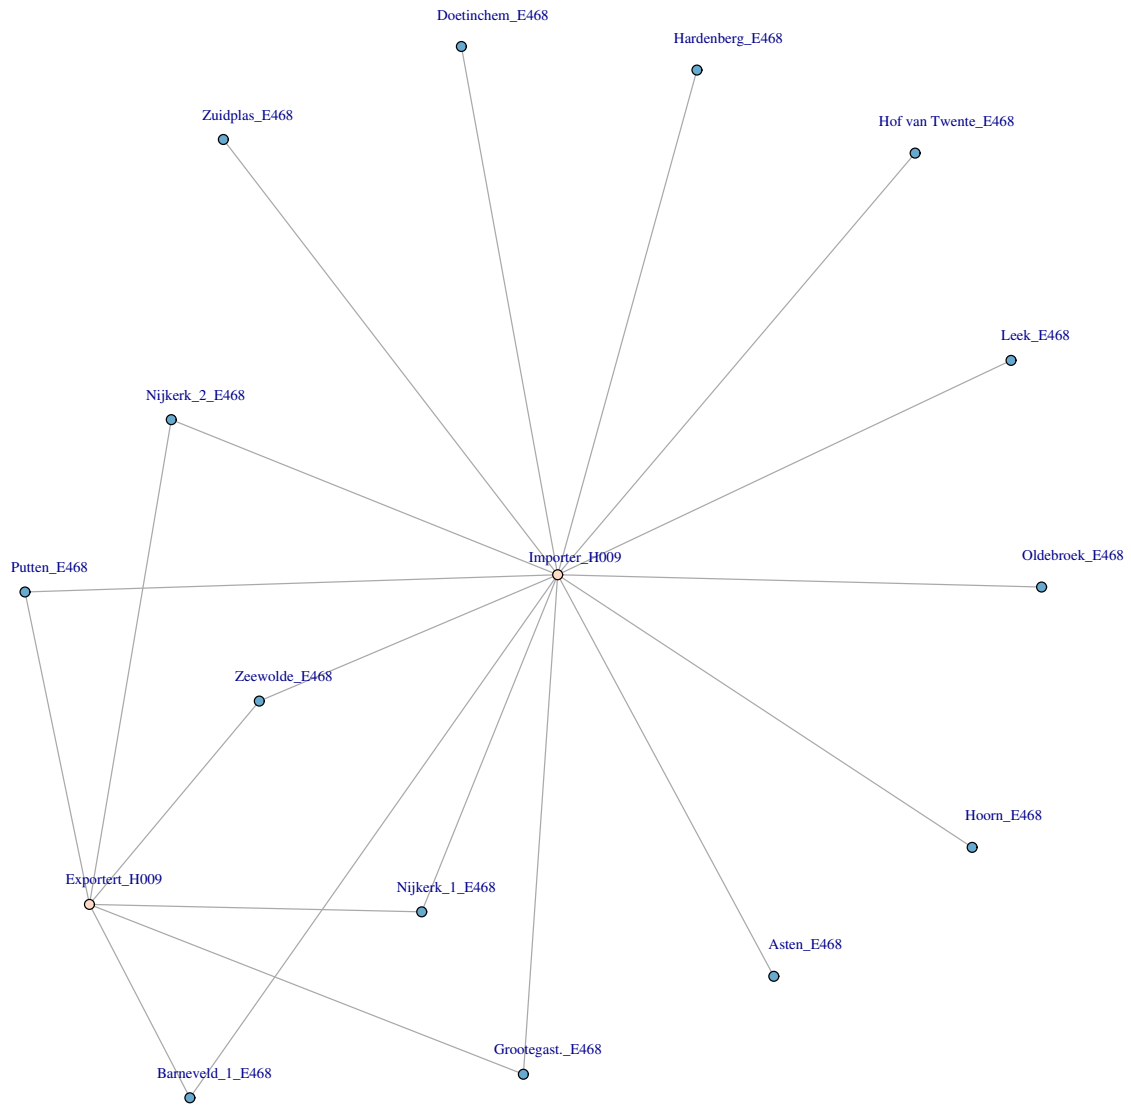 Doetinchem_E468
Hardenberg_E468
Zuidplas_E468
Hof van Twente_E468
Leek_E468
Nijkerk_2_E468
Importer_H009
Oldebroek_E468
Putten_E468
Zeewolde_E468
Hoorn_E468
Exportert_H009
Nijkerk_1_E468
Asten_E468
Grootegast._E468
Barneveld_1_E468